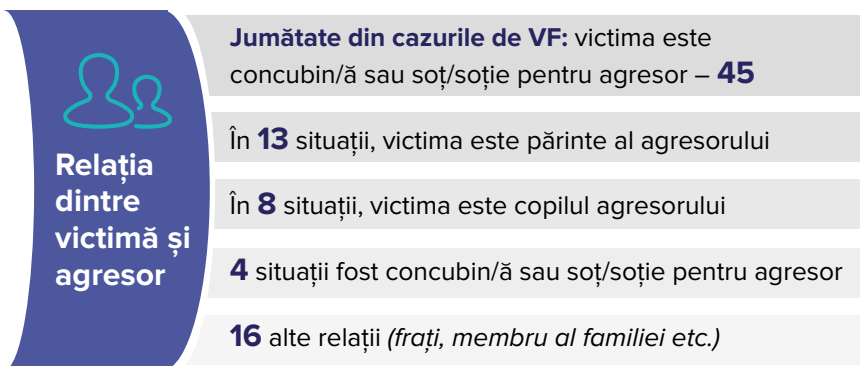 Relația
dintre
victimă și
agresor
Jumătate din cazurile de VF: victima este
concubin/ă sau soț/soție pentru agresor – 45
În 13 situații, victima este părinte al agresorului
În 8 situații, victima este copilul agresorului
4 situații fost concubin/ă sau soț/soție pentru agresor
16 alte relații (frați, membru al familiei etc.)